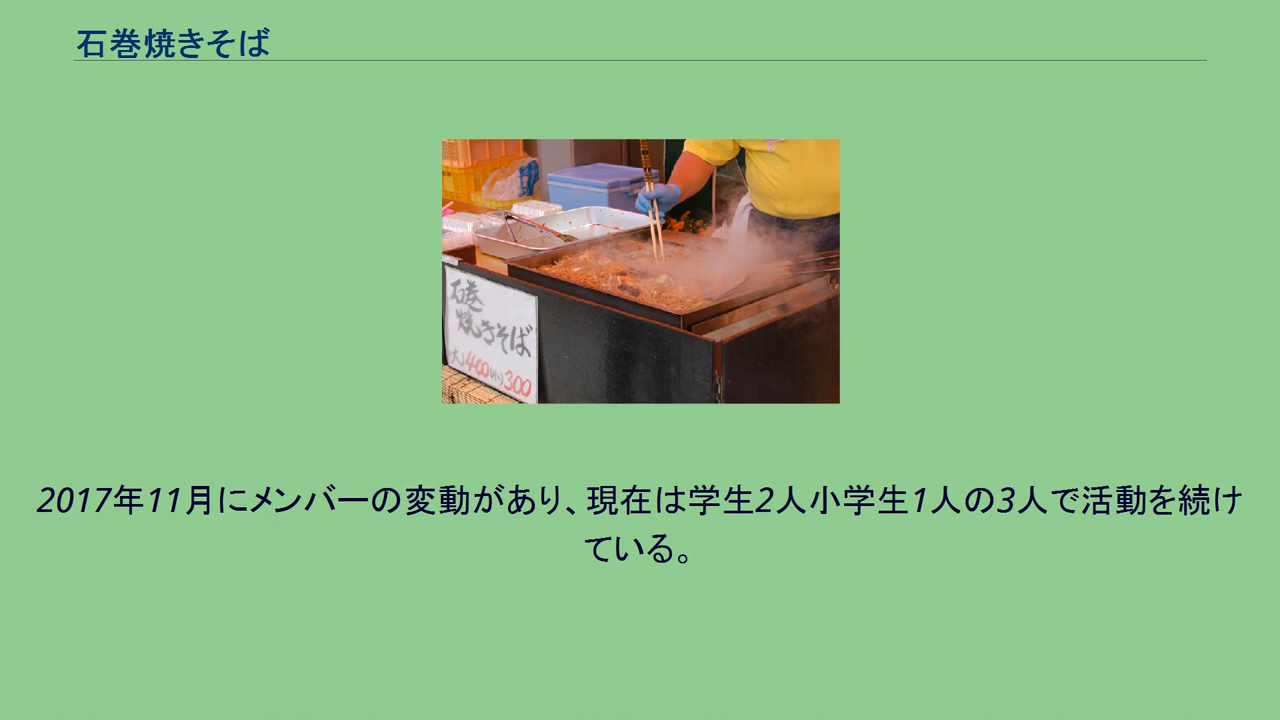 石巻焼きそば
石巻
焼きそば
(大)400(小)300
2017年11月にメンバーの変動があり、現在は学生2人小学生1人の3人で活動を続け
ている。